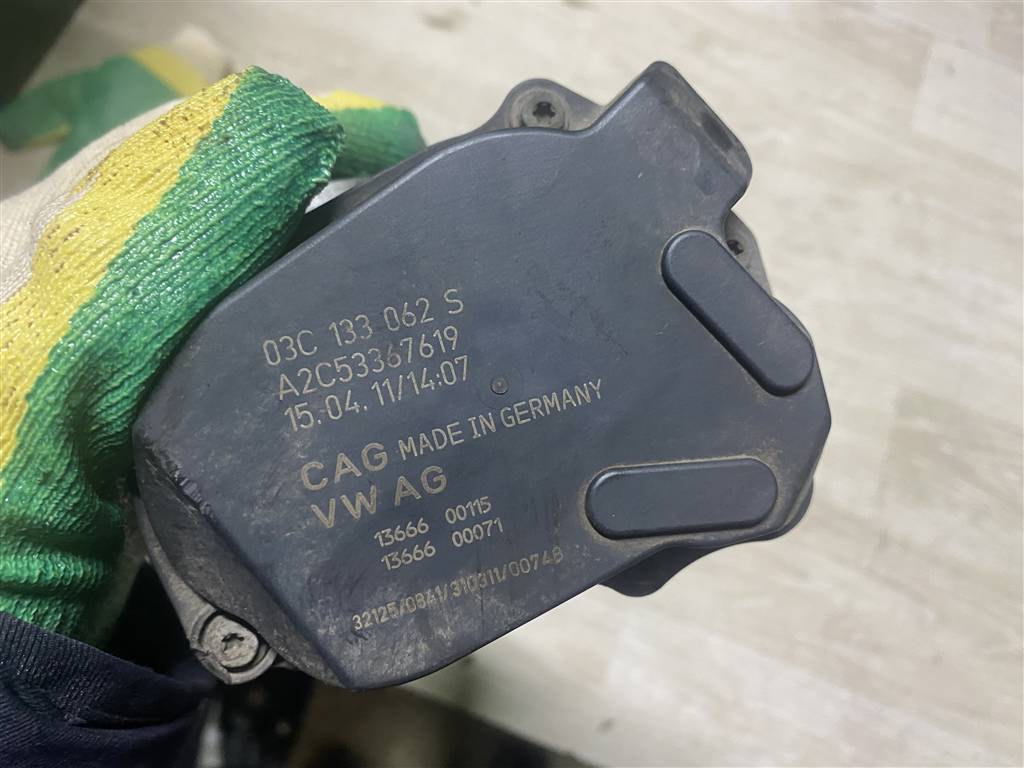 03C 133 062 S
A2C53367619
15.04.11/14:07
CAG MADE IN GERMANY
VW AG
13666 00115
13666 00071
32125/0841/310311/00748